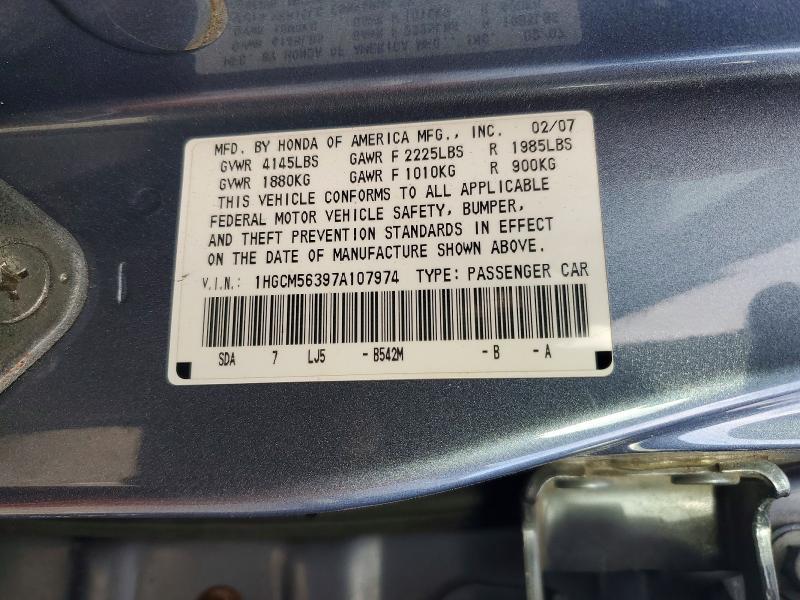 MFD. BY HONDA OF AMERICA MFG., INC. 02/07
GVWR 4145LBS GAWR F 2225LBS R 1985LBS
GVWR 1880KG GAWR F 1010KG R 900KG
THIS VEHICLE CONFORMS TO ALL APPLICABLE
FEDERAL MOTOR VEHICLE SAFETY, BUMPER,
AND THEFT PREVENTION STANDARDS IN EFFECT
ON THE DATE OF MANUFACTURE SHOWN ABOVE.
V.I.N.: 1HGCM56397A107974 TYPE: PASSENGER CAR
SDA 7 LJ5 -B542M -B -A